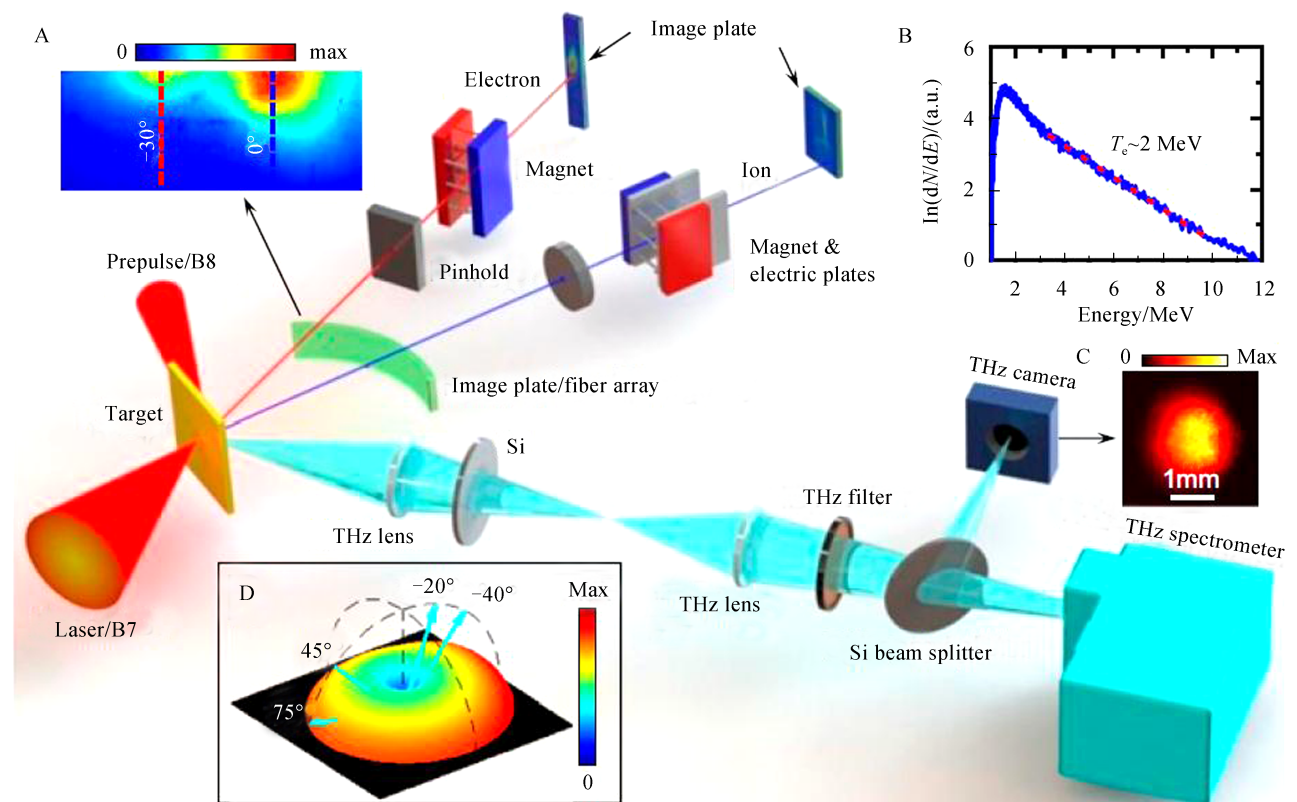 A
0
max
−30°
0°
Image plate
Electron
Magnet
Ion
Pinhold
Magnet &
electric plates
Prepulse/B8
Image plate/fiber array
Target
Laser/B7
Si
THz lens
THz lens
THz filter
Si beam splitter
THz camera
THz spectrometer
B
6
4
2
0
In(dN/dE)/(a.u.)
Te~2 MeV
2
4
6
8
10
12
Energy/MeV
C
0
Max
1mm
D
−20°
−40°
45°
75°
Max
0